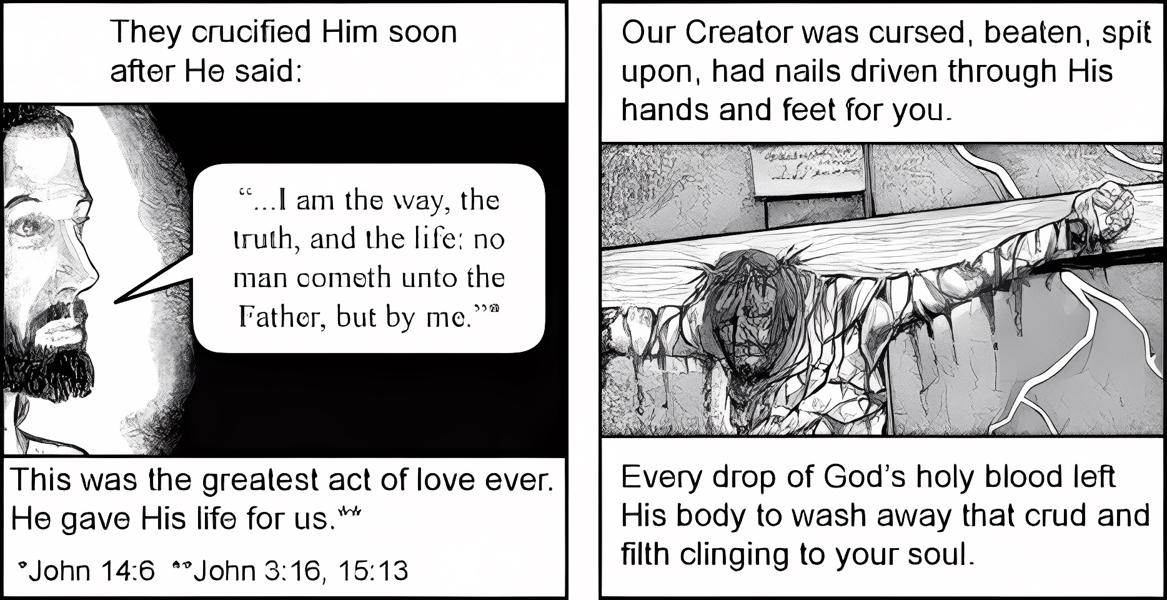 They crucified Him soon
after He said:
“...I am the way, the
truth, and the life: no
man cometh unto the
Father, but by me.”*
This was the greatest act of love ever.
He gave His life for us.**
*John 14:6 **John 3:16, 15:13
Our Creator was cursed, beaten, spit
upon, had nails driven through His
hands and feet for you.
Every drop of God’s holy blood left
His body to wash away that crud and
filth clinging to your soul.